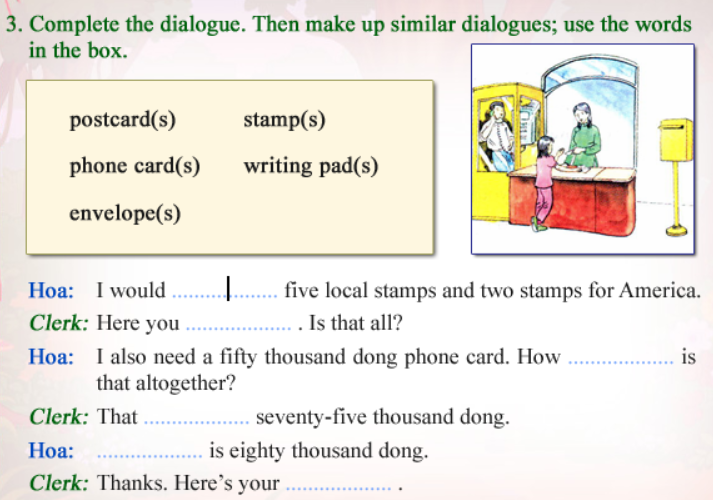 3. Complete the dialogue. Then make up similar dialogues; use the words
in the box.
postcard(s) stamp(s)
phone card(s) writing pad(s)
envelope(s)
Hoa: I would .................... five local stamps and two stamps for America.
Clerk: Here you .................... . Is that all?
Hoa: I also need a fifty thousand dong phone card. How .................... is
that altogether?
Clerk: That .................... seventy-five thousand dong.
Hoa: .................... is eighty thousand dong.
Clerk: Thanks. Here's your .................... .